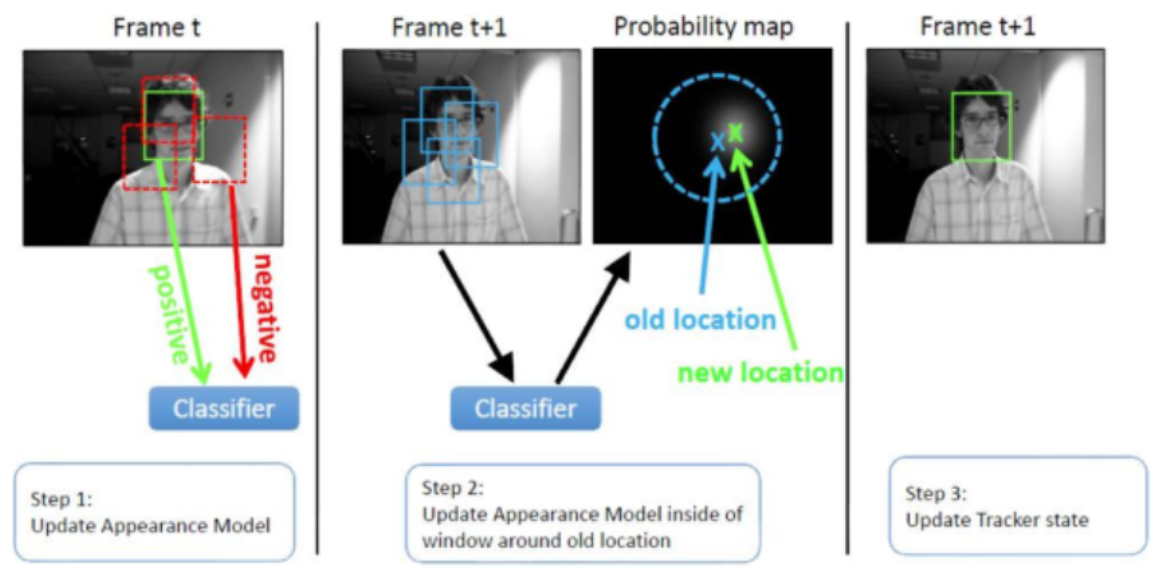 Frame t
Frame t+1
Probability map
Frame t+1
positive
negative
old location
new location
Classifier
Classifier
Step 1:
Update Appearance Model
Step 2:
Update Appearance Model inside of
window around old location
Step 3:
Update Tracker state
X
X